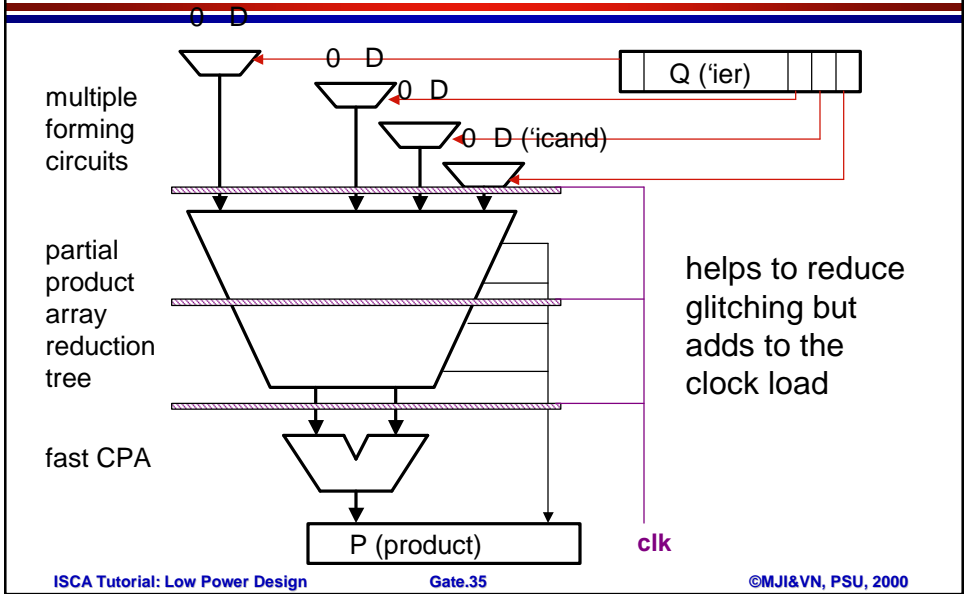 0 D
0 D
0 D
0 D ('icand)
Q ('ier)
multiple
forming
circuits
partial
product
array
reduction
tree
helps to reduce
glitching but
adds to the
clock load
fast CPA
P (product)
clk
ISCA Tutorial: Low Power Design
Gate.35
©MJI&VN, PSU, 2000